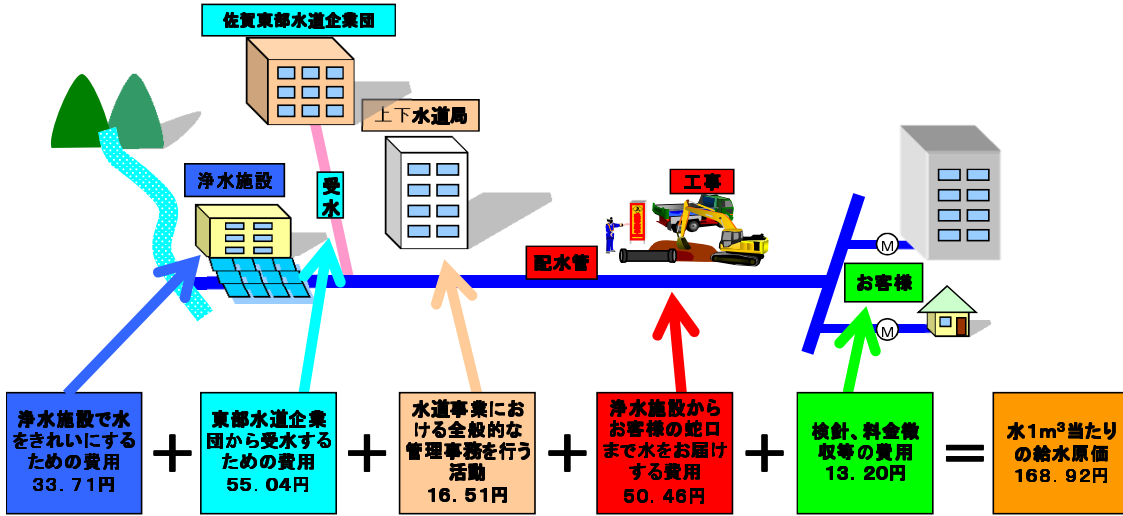 佐賀東部水道企業団
上下水道局
浄水施設
受
水
工事
配水管
お客様
M
M
浄水施設で水
をきれいにする
ための費用
33.71円
+
東部水道企業
団から受水する
ための費用
55.04円
+
水道事業にお
ける全般的な
管理事務を行う
活動
16.51円
+
浄水施設から
お客様の蛇口
まで水をお届け
する費用
50.46円
+
検針、料金徴
収等の費用
13.20円
=
水1m³当たり
の給水原価
168.92円